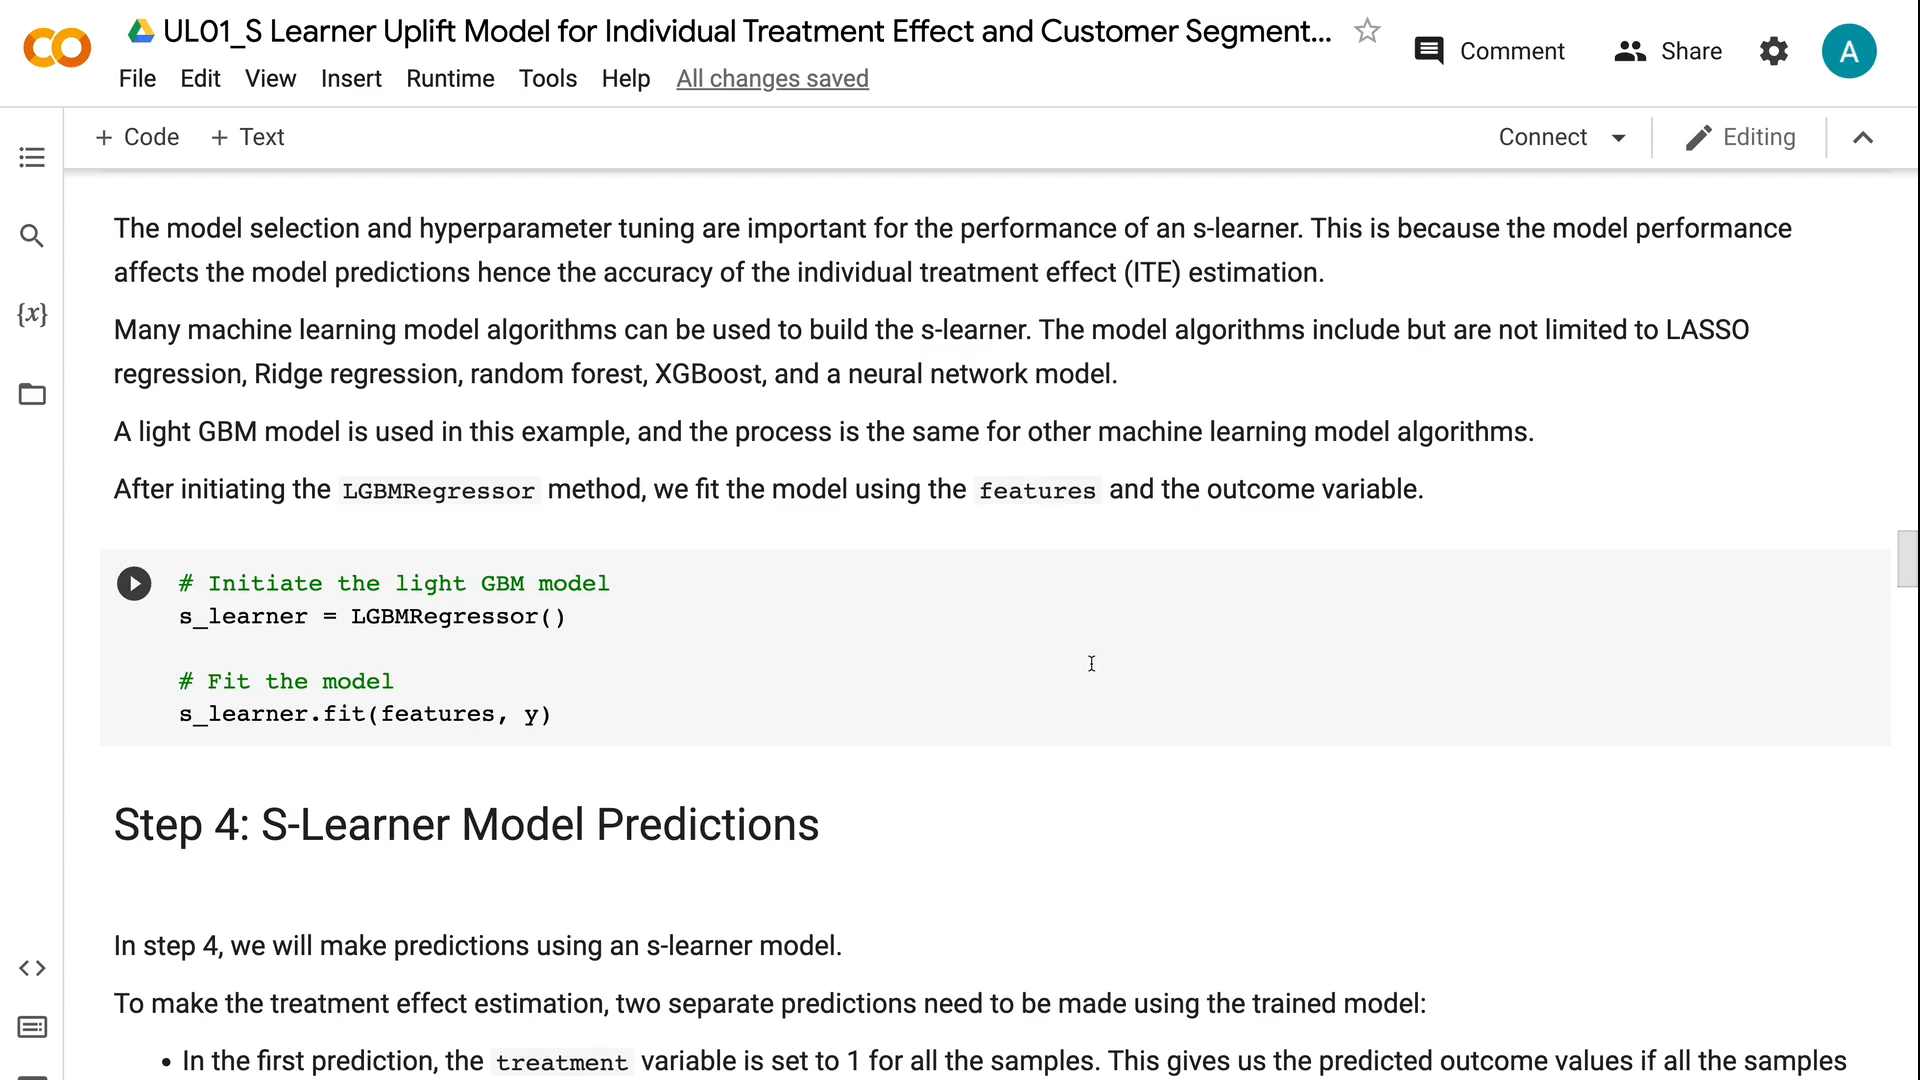 UL01_S Learner Uplift Model for Individual Treatment Effect and Customer Segment...
Comment
Share
A
File Edit View Insert Runtime Tools Help All changes saved
+ Code + Text
Connect
Editing
{x}
The model selection and hyperparameter tuning are important for the performance of an s-learner. This is because the model performance
affects the model predictions hence the accuracy of the individual treatment effect (ITE) estimation.
Many machine learning model algorithms can be used to build the s-learner. The model algorithms include but are not limited to LASSO
regression, Ridge regression, random forest, XGBoost, and a neural network model.
A light GBM model is used in this example, and the process is the same for other machine learning model algorithms.
After initiating the LGBMRegressor method, we fit the model using the features and the outcome variable.
# Initiate the light GBM model
s_learner = LGBMRegressor()
# Fit the model
s_learner.fit(features, y)
Step 4: S-Learner Model Predictions
In step 4, we will make predictions using an s-learner model.
To make the treatment effect estimation, two separate predictions need to be made using the trained model:
• In the first prediction, the treatment variable is set to 1 for all the samples. This gives us the predicted outcome values if all the samples